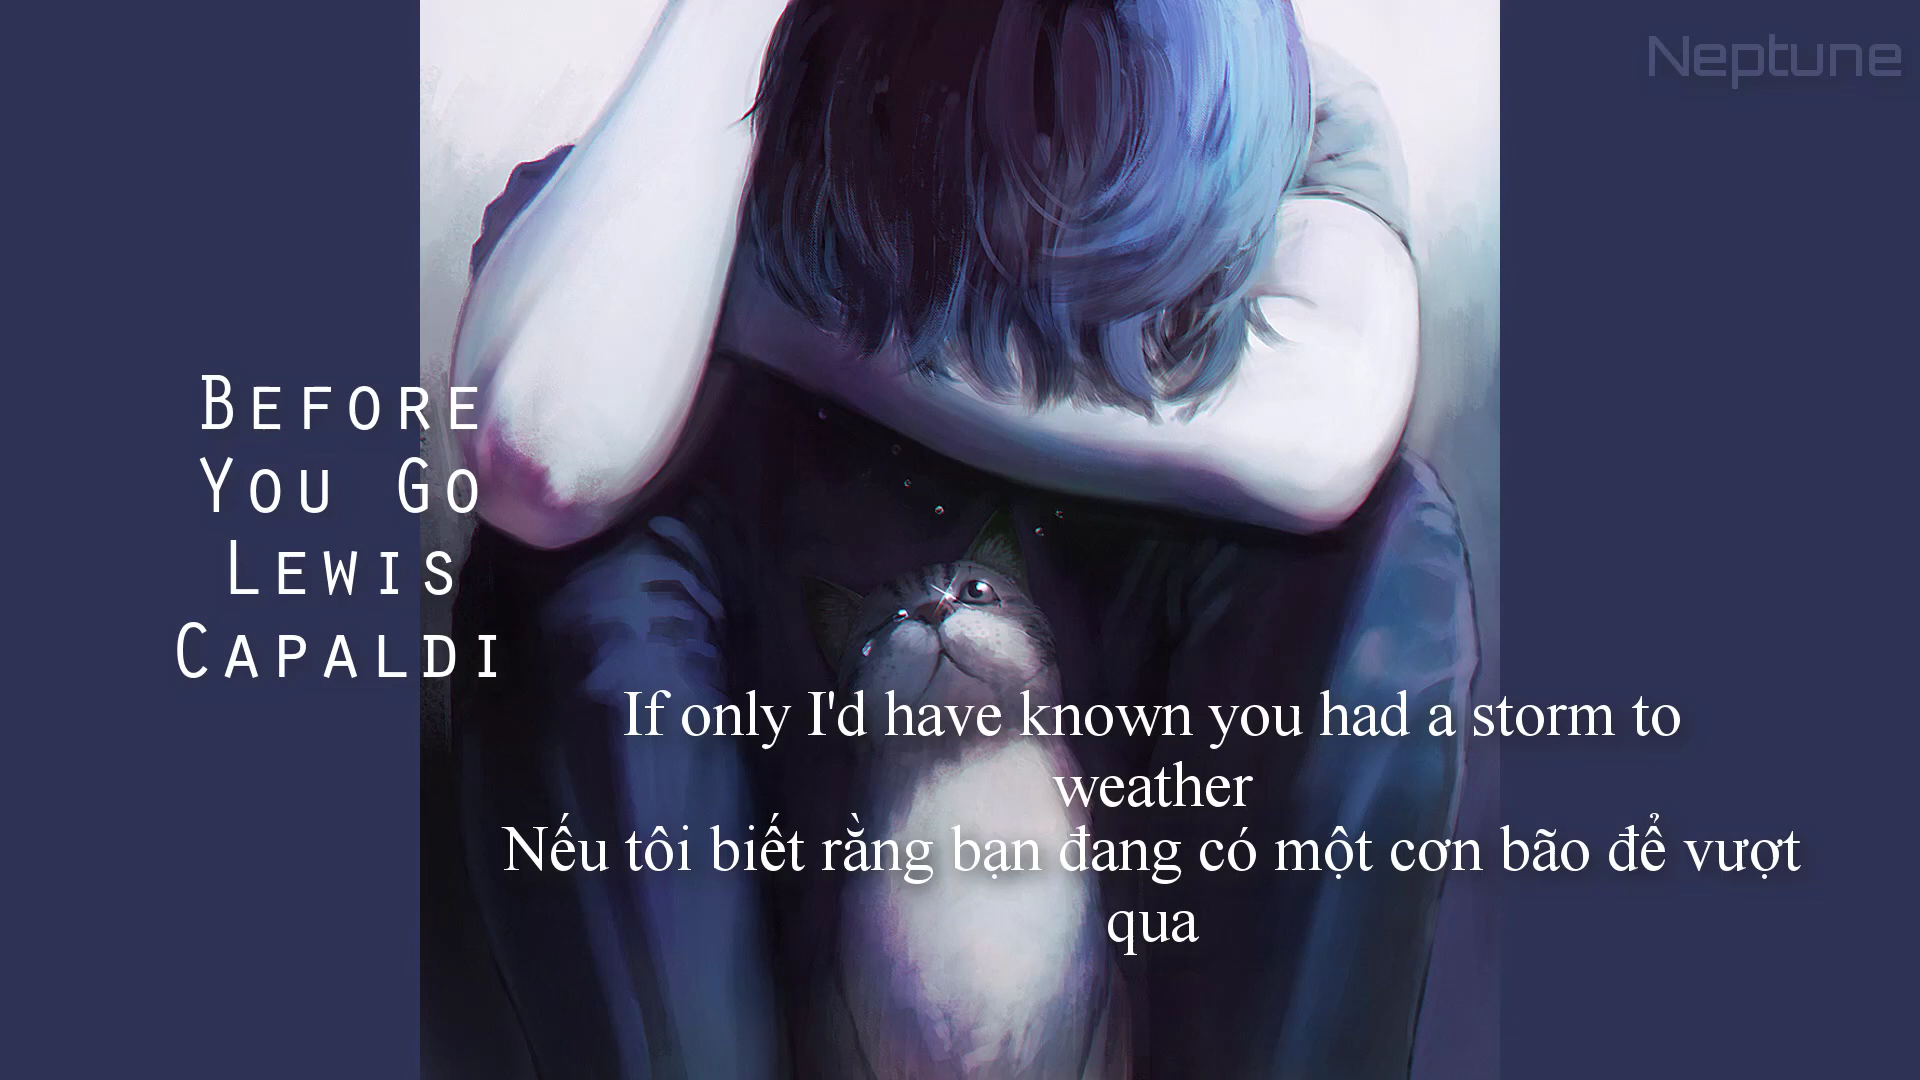 Neptune
BEFORE
YOU GO
LEWIS
CAPALDI
If only I'd have known you had a storm to
weather
Nếu tôi biết rằng bạn đang có một cơn bão để vượt
qua